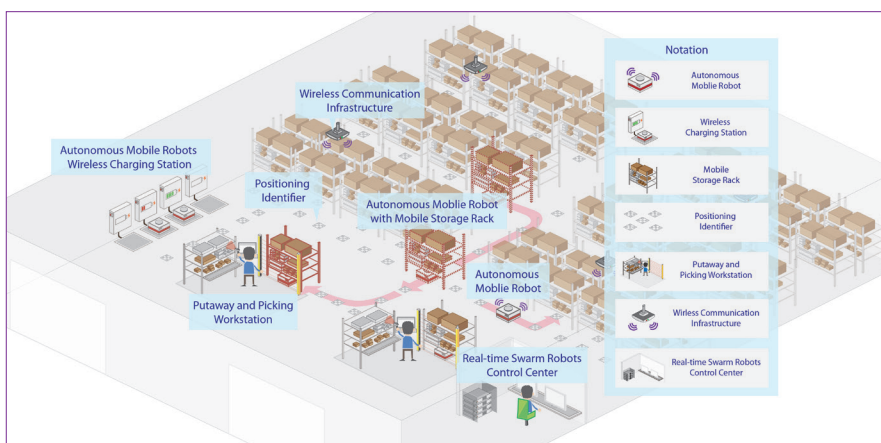 Wireless Communication
Infrastructure
Autonomous Mobile Robots
Wireless Charging Station
Positioning
Identifier
Autonomous Moblie Robot
with Mobile Storage Rack
Autonomous
Moblie Robot
Putaway and Picking
Workstation
Real-time Swarm Robots
Control Center
Notation
Autonomous
Moblie Robot
Wireless
Charging Station
Mobile
Storage Rack
Positioning
Identifier
Putaway and
Picking Workstation
Wircless Communication
Infrastructure
Real-time Swarm Robots
Control Center